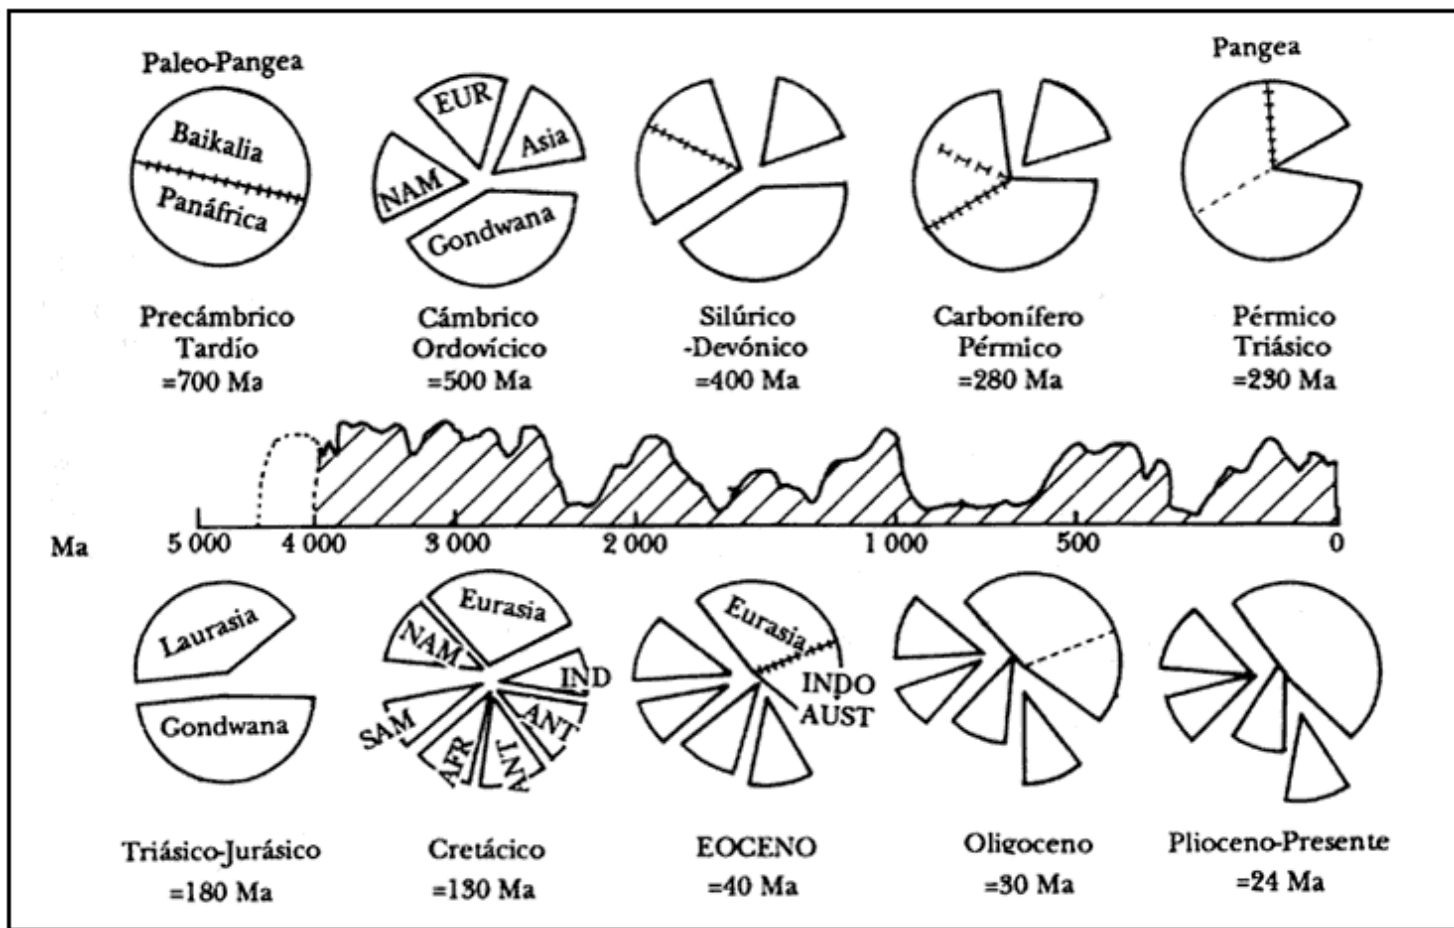 Paleo-Pangea
Baikalia
Panáfrica
Precámbrico
Tardío
=700 Ma
EUR
Asia
NAM
Gondwana
Cámbrico
Ordovícico
=500 Ma
Silúrico
-Devónico
=400 Ma
Carbonífero
Pérmico
=280 Ma
Pangea
Pérmico
Triásico
=230 Ma
Ma
5 000
4 000
3 000
2 000
1 000
500
0
Laurasia
Gondwana
Triásico-Jurásico
=180 Ma
Eurasia
NAM
IND
SAM
AFR
ANT
ANT
Cretácico
=130 Ma
Eurasia
INDO
AUST
EOCENO
=40 Ma
Oligoceno
=30 Ma
Plioceno-Presente
=24 Ma